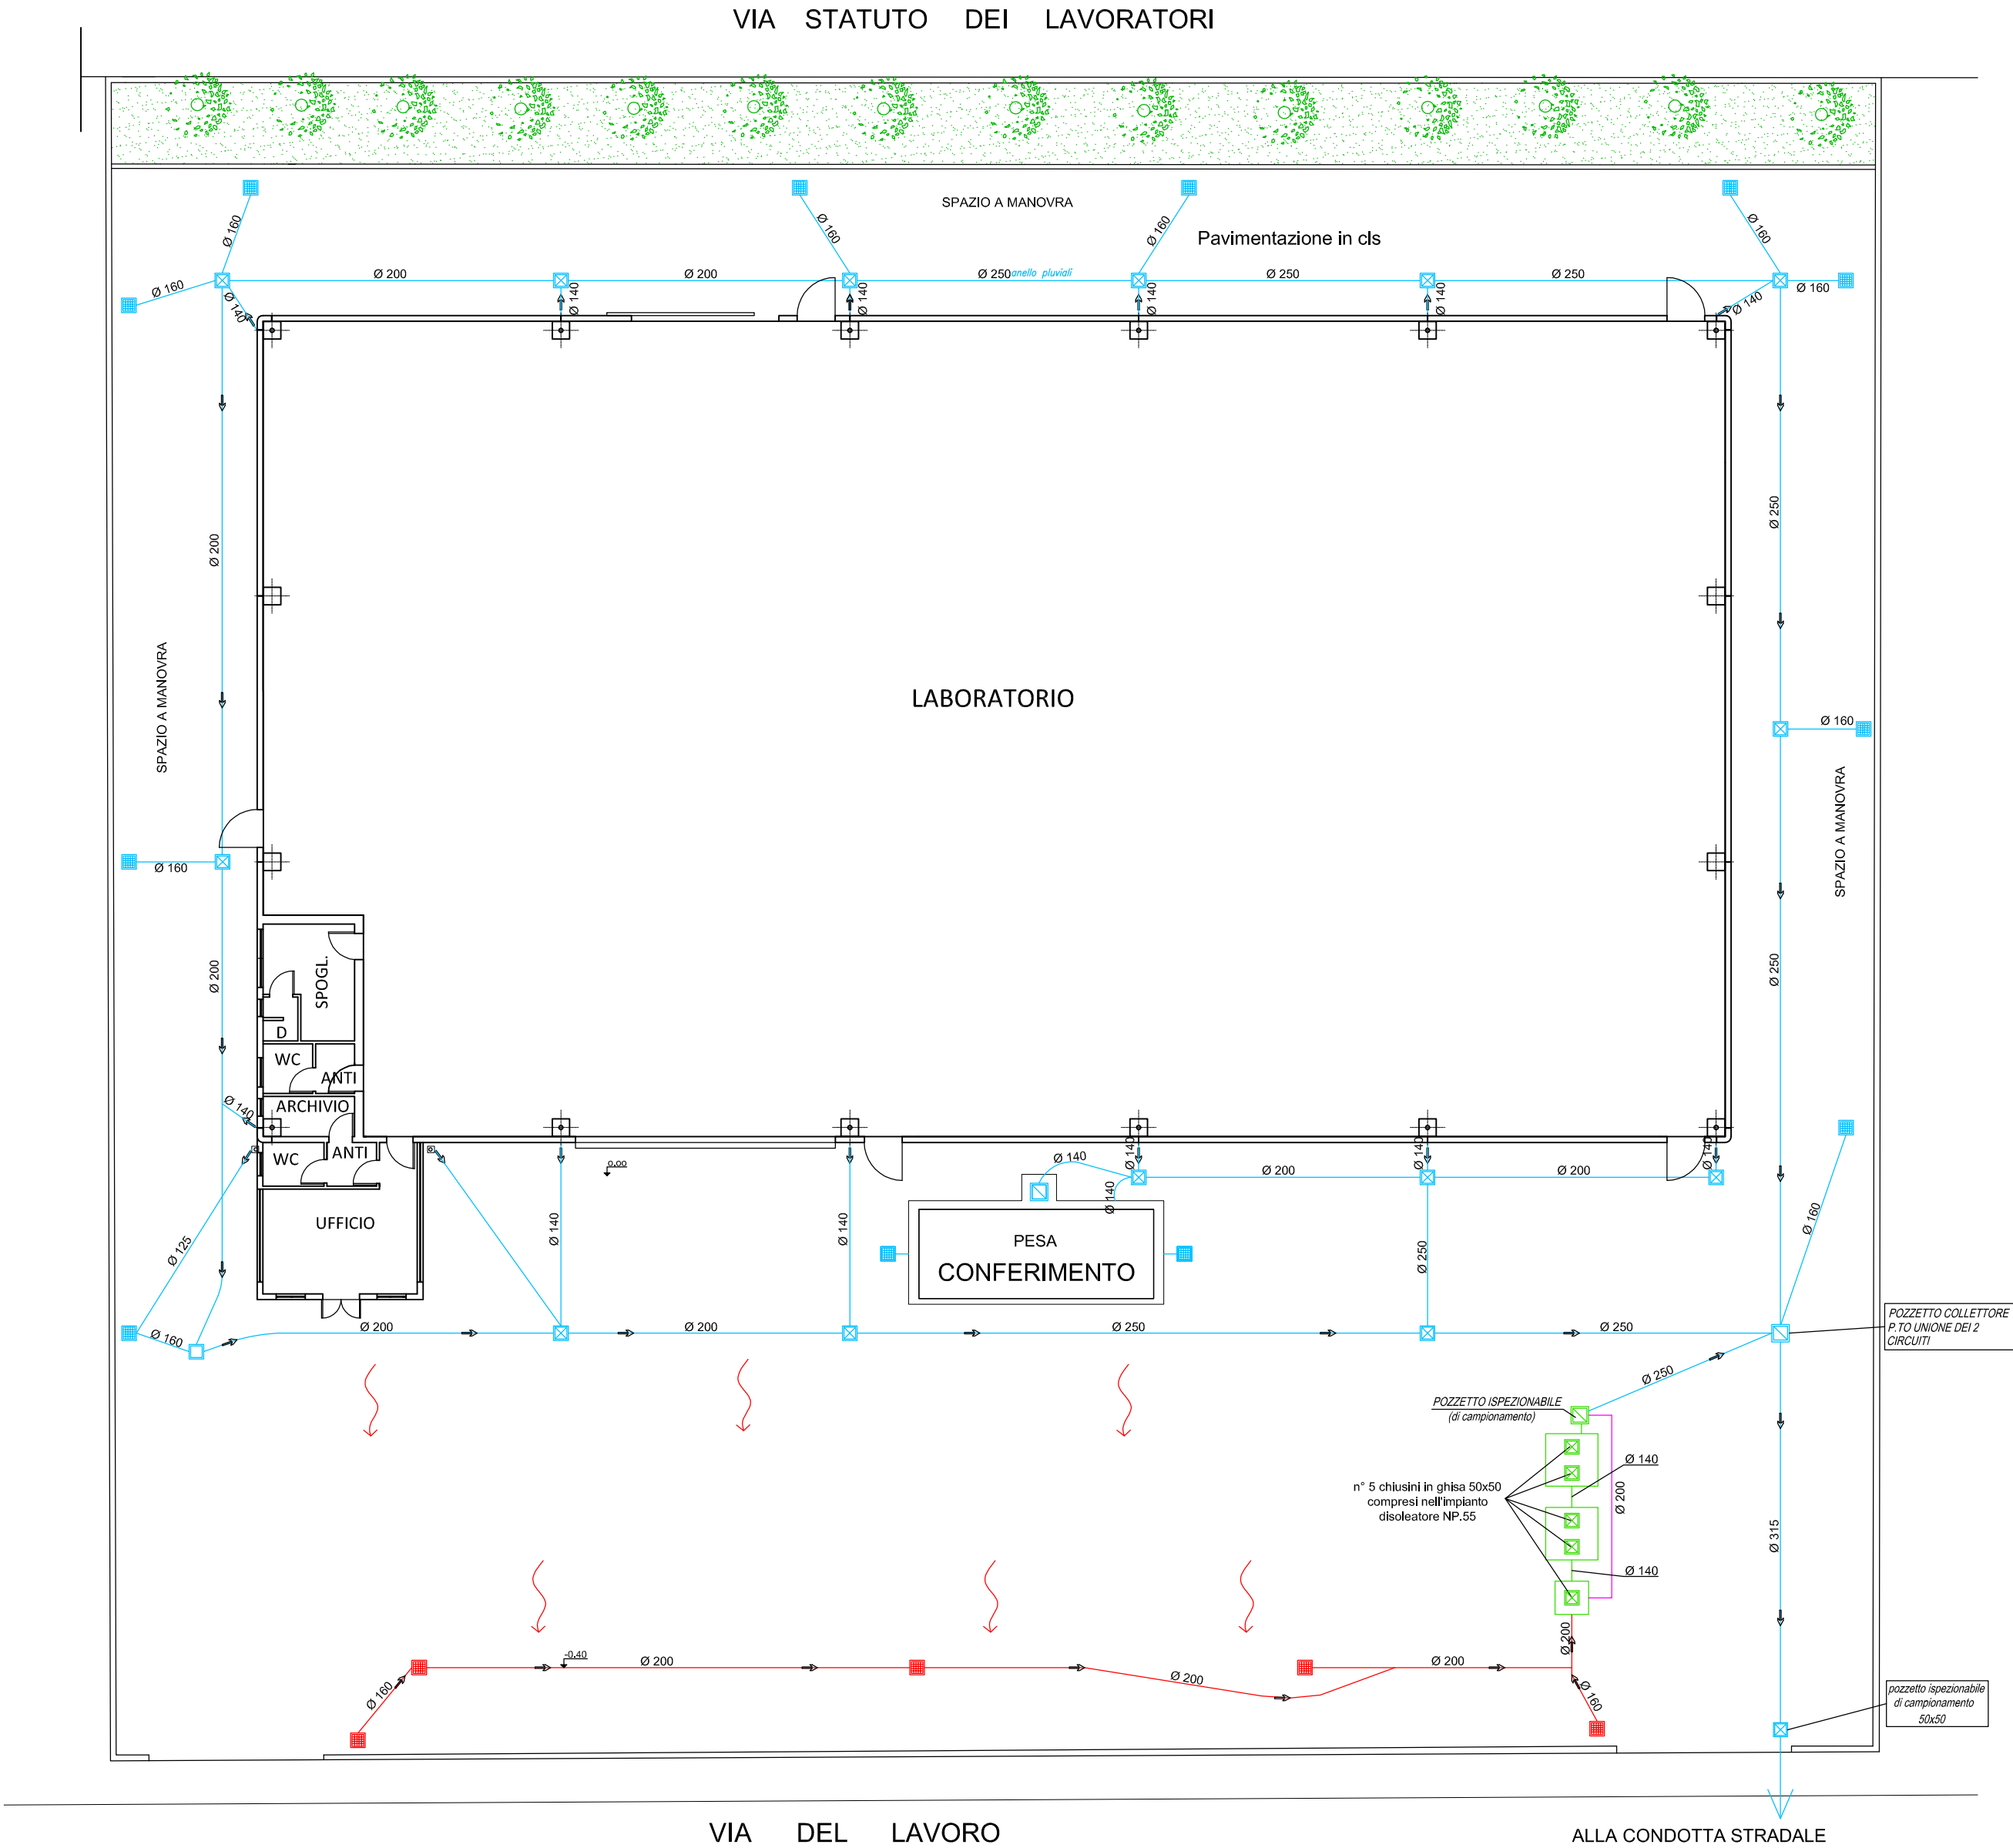 VIA STATUTO DEI LAVORATORI
SPAZIO A MANOVRA
Pavimentazione in cls
Ø 160
Ø 160
Ø 160
Ø 160
Ø 160
Ø 160
Ø 200
Ø 200
Ø 250
anello pluviali
Ø 250
Ø 250
Ø 140
Ø 140
Ø 140
Ø 140
Ø 140
Ø 140
Ø 200
Ø 250
SPAZIO A MANOVRA
LABORATORIO
Ø 160
SPAZIO A MANOVRA
Ø 160
Ø 200
Ø 250
SPOGL.
D
WC
ANTI
ARCHIVIO
Ø 140
WC
ANTI
UFFICIO
0.00
Ø 140
Ø 140
Ø 140
Ø 140
Ø 140
Ø 200
Ø 200
Ø 125
Ø 140
Ø 140
Ø 250
Ø 160
PESA
CONFERIMENTO
Ø 160
Ø 200
Ø 200
Ø 250
Ø 250
POZZETTO COLLETTORE
P.TO UNIONE DEI 2
CIRCUITI
Ø 250
POZZETTO ISPEZIONABILE
(di campionamento)
Ø 140
Ø 200
n° 5 chiusini in ghisa 50x50
compresi nell'impianto
disoleatore NP.55
Ø 315
Ø 140
Ø 200
-0.40
Ø 200
Ø 200
Ø 200
Ø 160
Ø 160
pozzetto ispezionabile
di campionamento
50x50
VIA DEL LAVORO
ALLA CONDOTTA STRADALE